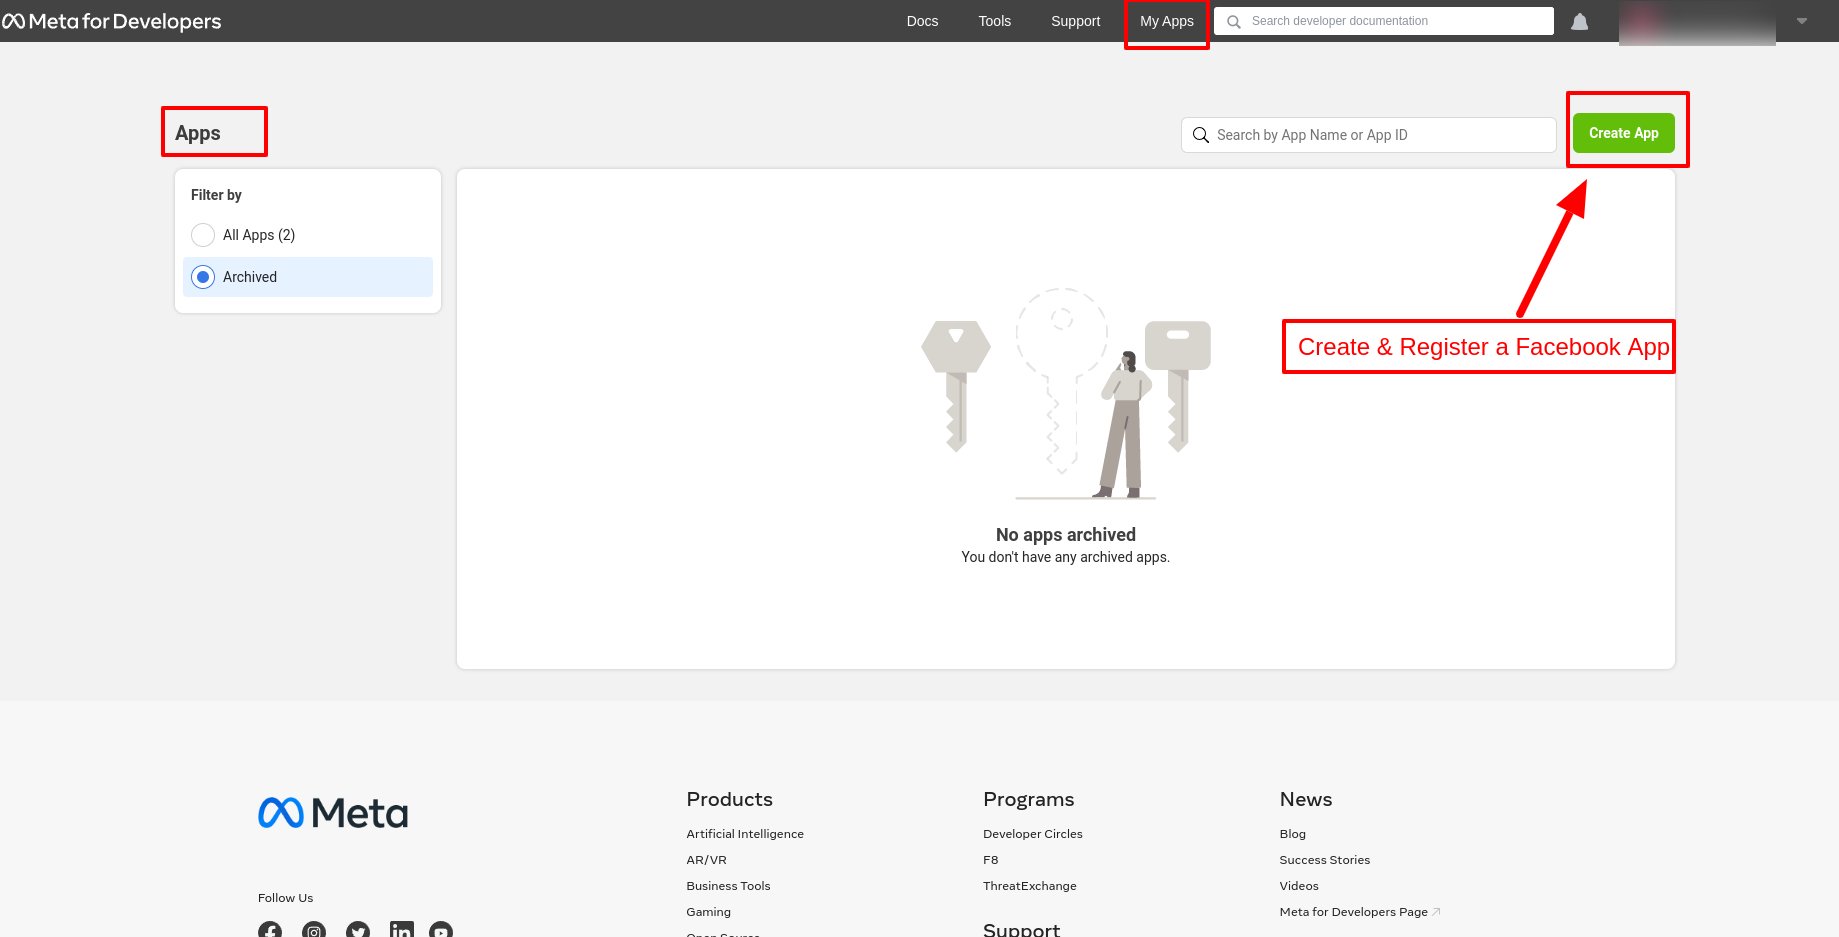 Meta for Developers
Docs
Tools
Support
My Apps
Search developer documentation
Apps
Search by App Name or App ID
Create App
Filter by
All Apps (2)
Archived
Create & Register a Facebook App
No apps archived
You don't have any archived apps.
Meta
Follow Us
Products
Artificial Intelligence
AR/VR
Business Tools
Gaming
Open Source
Programs
Developer Circles
F8
ThreatExchange
Support
News
Blog
Success Stories
Videos
Meta for Developers Page